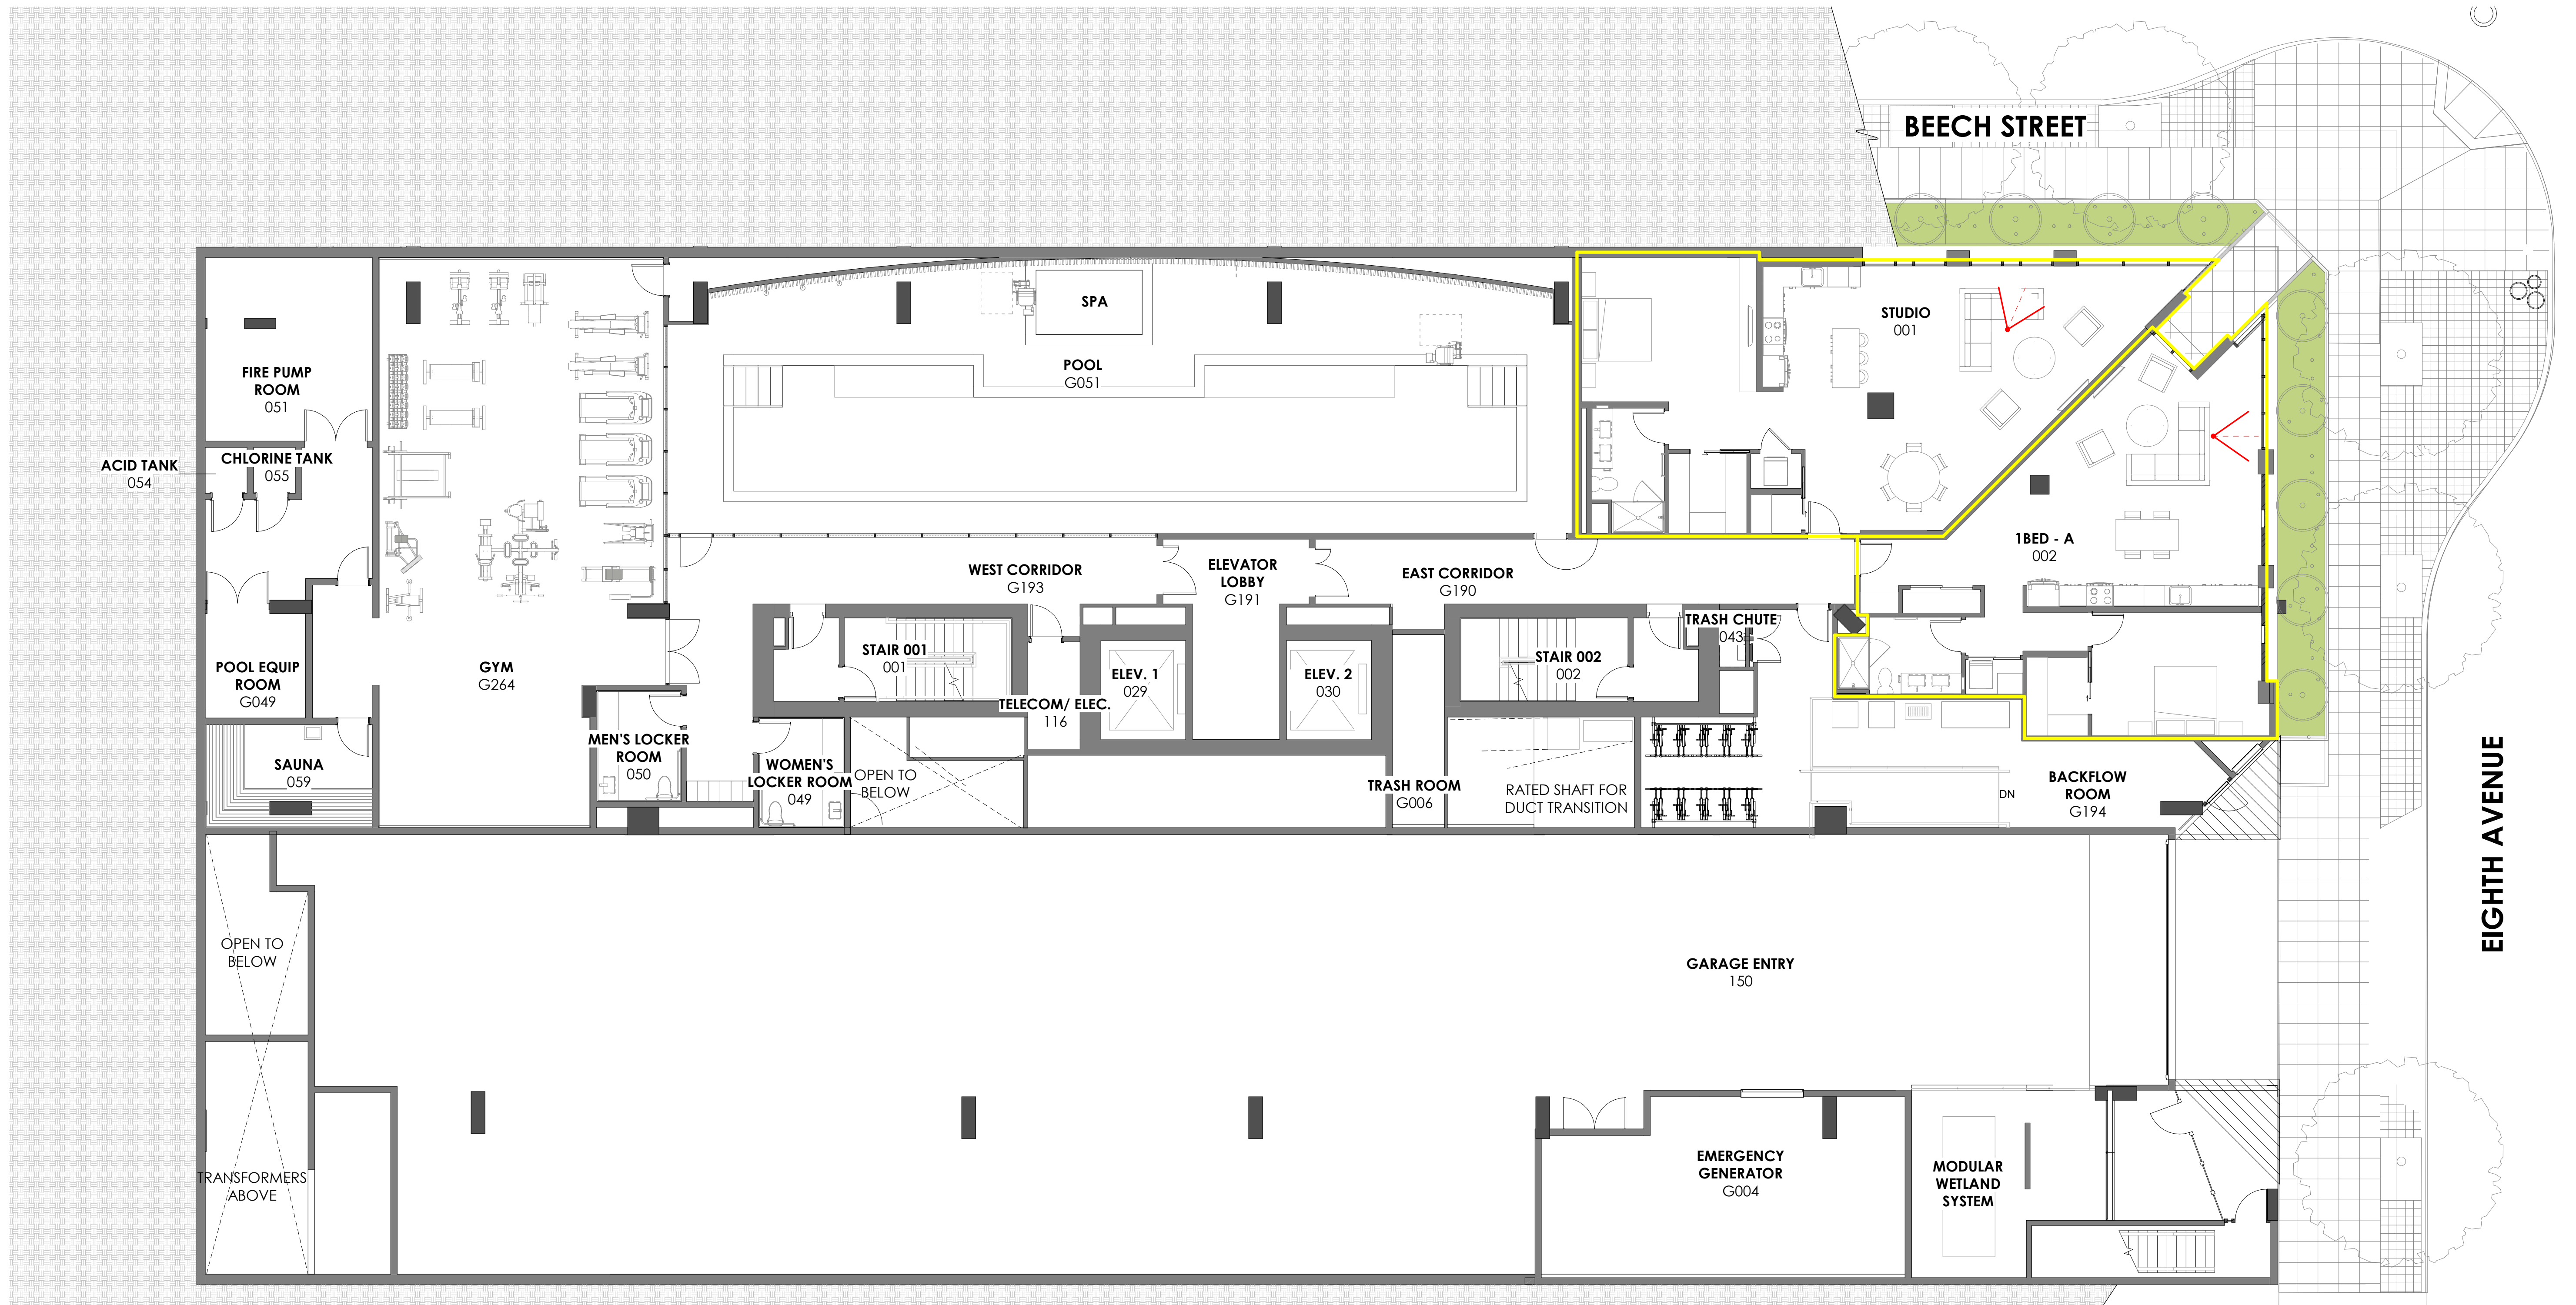 BEECH STREET
SPA
STUDIO
001
POOL
G051
FIRE PUMP
ROOM
051
ACID TANK
054
CHLORINE TANK
055
1BED - A
002
WEST CORRIDOR
G193
ELEVATOR
LOBBY
G191
EAST CORRIDOR
G190
TRASH CHUTE
043
STAIR 001
001
STAIR 002
002
POOL EQUIP
ROOM
G049
GYM
G264
ELEV. 1
029
ELEV. 2
030
TELECOM/ ELEC.
116
MEN'S LOCKER
ROOM
050
SAUNA
059
WOMEN'S
LOCKER ROOM
049
OPEN TO
BELOW
TRASH ROOM
G006
RATED SHAFT FOR
DUCT TRANSITION
DN
BACKFLOW
ROOM
G194
EIGHTH AVENUE
OPEN TO
BELOW
GARAGE ENTRY
150
TRANSFORMERS
ABOVE
EMERGENCY
GENERATOR
G004
MODULAR
WETLAND
SYSTEM